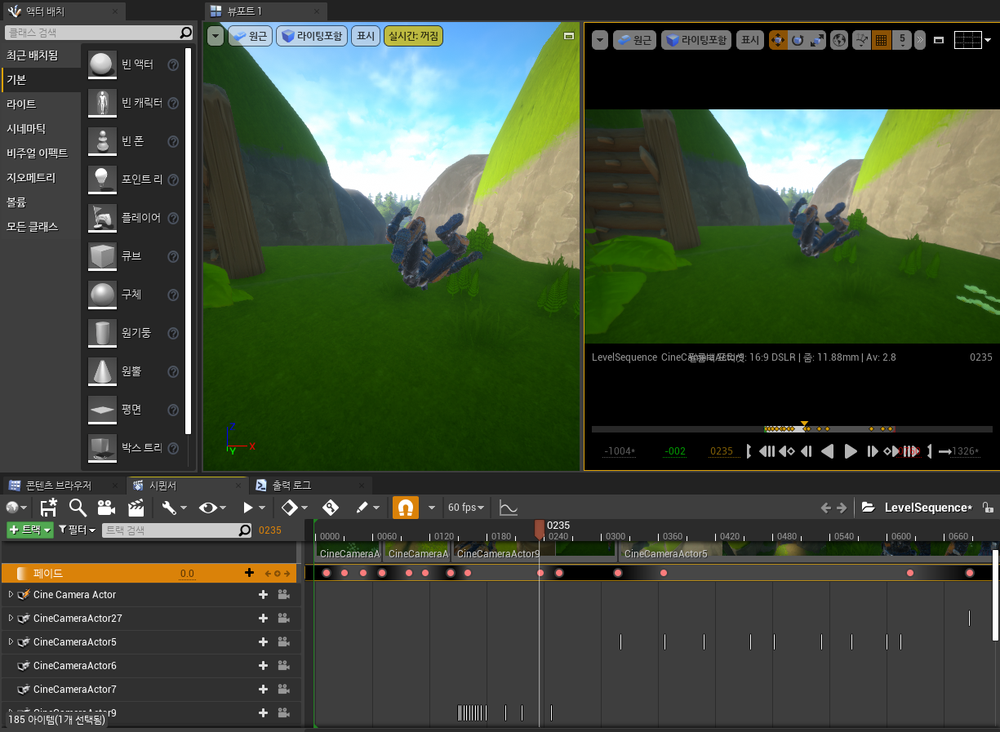 액터 배치
뷰포트 1
클래스 검색
최근 배치됨
기본
라이트
시네마틱
비주얼 이펙트
지오메트리
볼륨
모든 클래스
빈 액터
빈 캐릭터
빈 폰
포인트 리
플레이어
큐브
구체
원기둥
원뿔
평면
박스 트리
원근
라이팅포함
표시
실시간: 꺼짐
Z
X
Y
원근
라이팅포함
표시
5
LevelSequence
16:9 DSLR | 줌: 11.88mm | Av: 2.8
0235
-1004*
-002
0235
1326*
콘텐츠 브라우저
시퀀서
출력 로그
60 fps
LevelSequence*
트랙
필터
트랙 검색
0235
0235
0000
0060
0120
0180
0240
0300
0360
0420
0480
0540
0600
0660
CineCameraA
CineCameraA
CineCameraActor9
CineCameraActor5
페이드
0.0
Cine Camera Actor
CineCameraActor27
CineCameraActor5
CineCameraActor6
CineCameraActor7
CineCameraActor9
185 아이템(1개 선택됨)